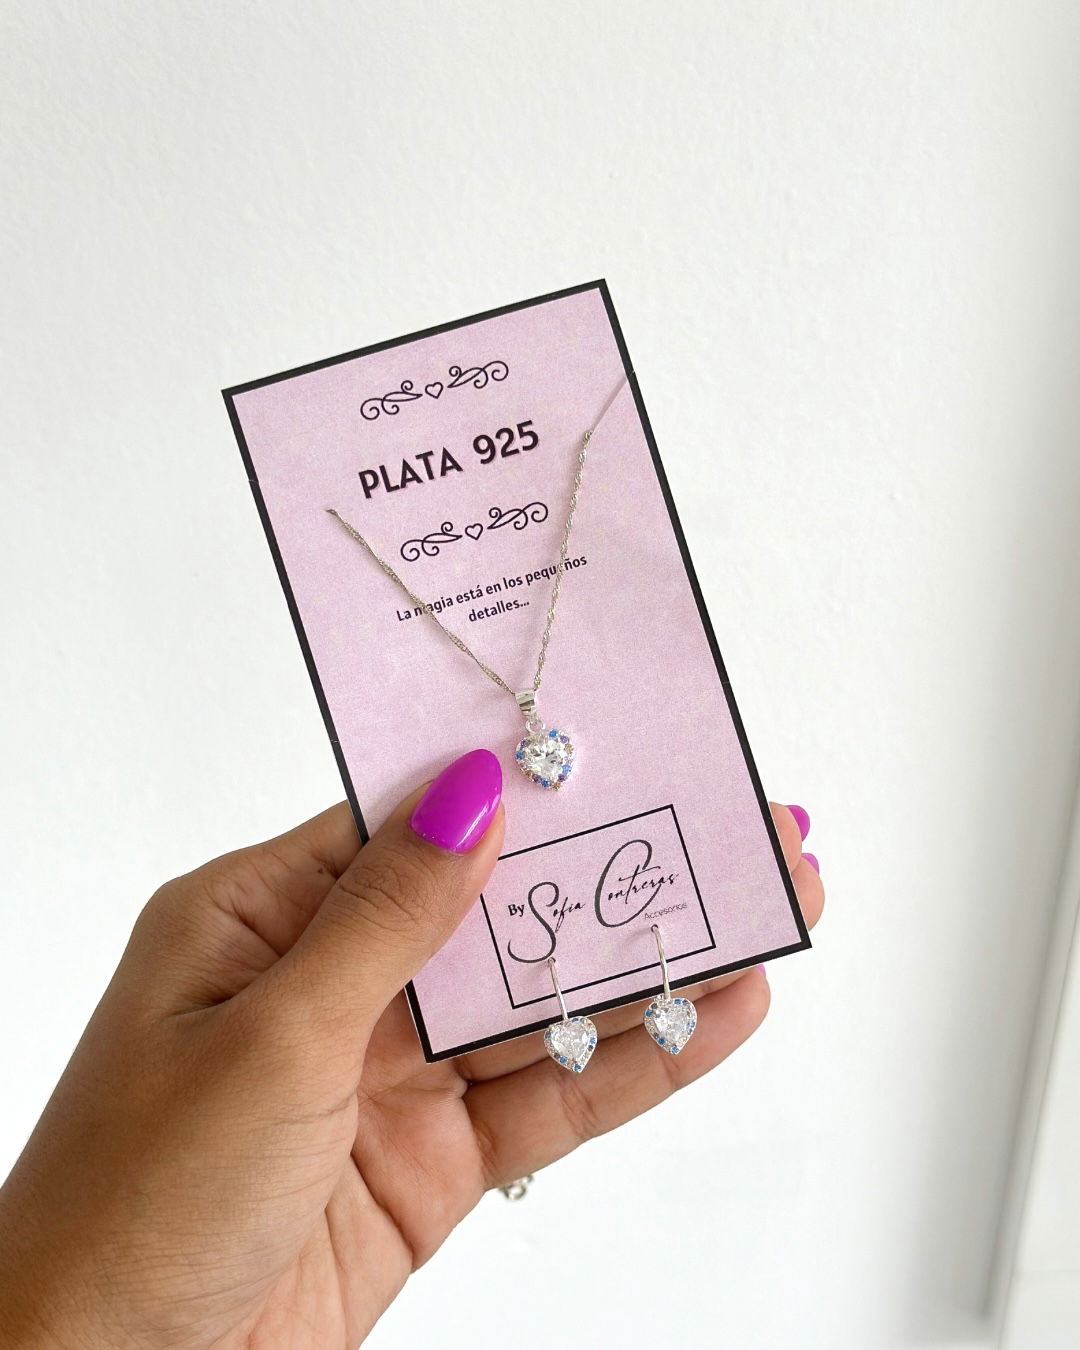 PLATA 925
La magia está en los pequeños
detalles...
By Sofia Contreras
Accesorios